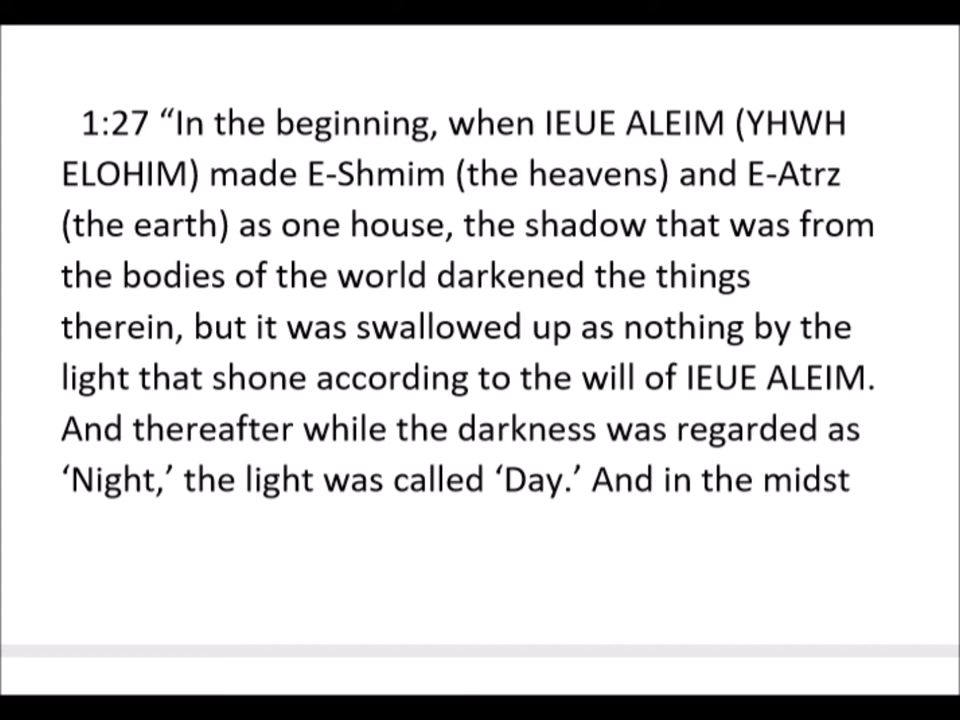 1:27 “In the beginning, when IEUE ALEIM (YHWH
ELOHIM) made E-Shmim (the heavens) and E-Atrz
(the earth) as one house, the shadow that was from
the bodies of the world darkened the things
therein, but it was swallowed up as nothing by the
light that shone according to the will of IEUE ALEIM.
And thereafter while the darkness was regarded as
‘Night,’ the light was called ‘Day.’ And in the midst